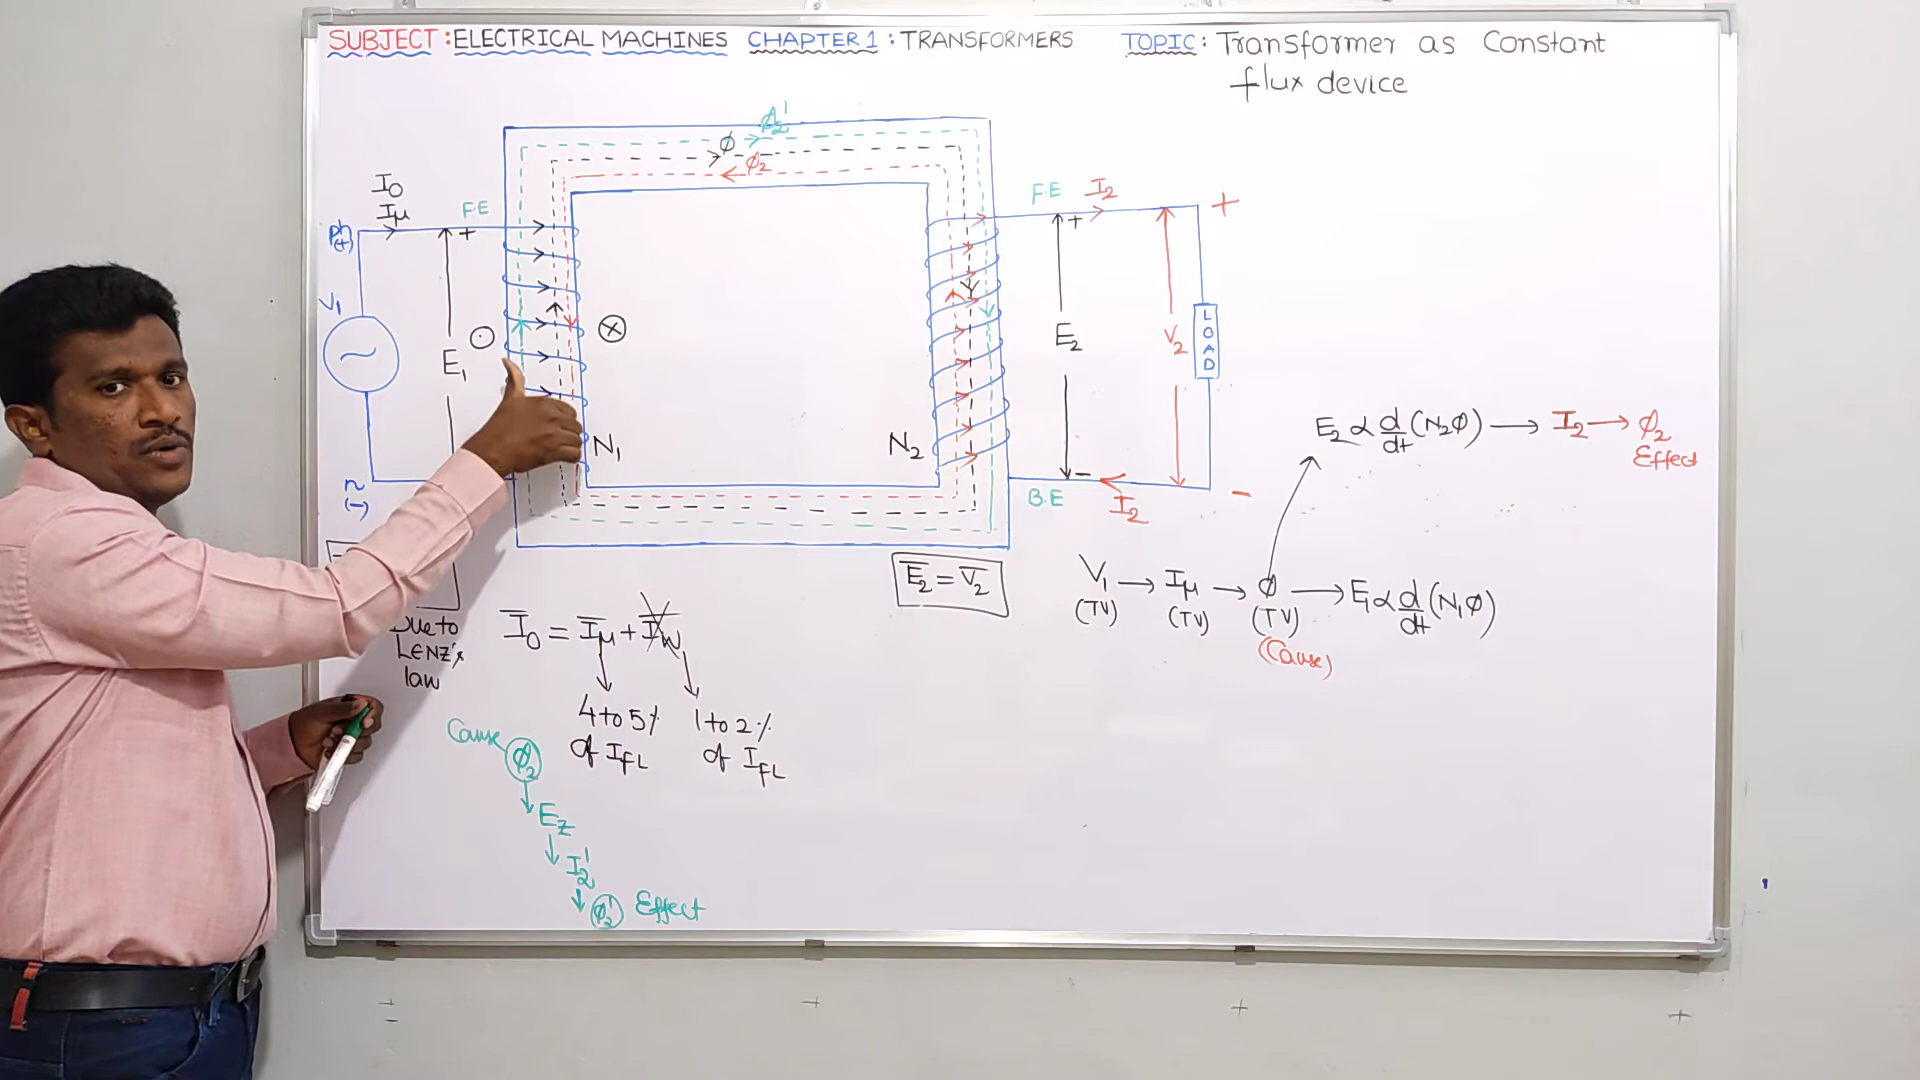 SUBJECT : ELECTRICAL MACHINES CHAPTER 1 : TRANSFORMERS TOPIC : Transformer as Constant
flux device
ϕ2'
ϕ
ϕ2
I0
Iμ
F.E
ph
(+)
+
V1
E1
N1
n
(-)
N2
F.E
I2
+
+
E2
V2
LOAD
-
B.E
I2
-
E2 = V2
E2 α d/dt (N2ϕ) → I2 → ϕ2
Effect
V1 → Iμ → ϕ → E1 α d/dt (N1ϕ)
(TV) (TV) (TV)
(Cause)
Due to
LENZ's
law
I0 = Iμ + Iw
4 to 5% 1 to 2%
of IfL of IfL
Cause ϕ2
Ez
I2'
ϕ2' Effect